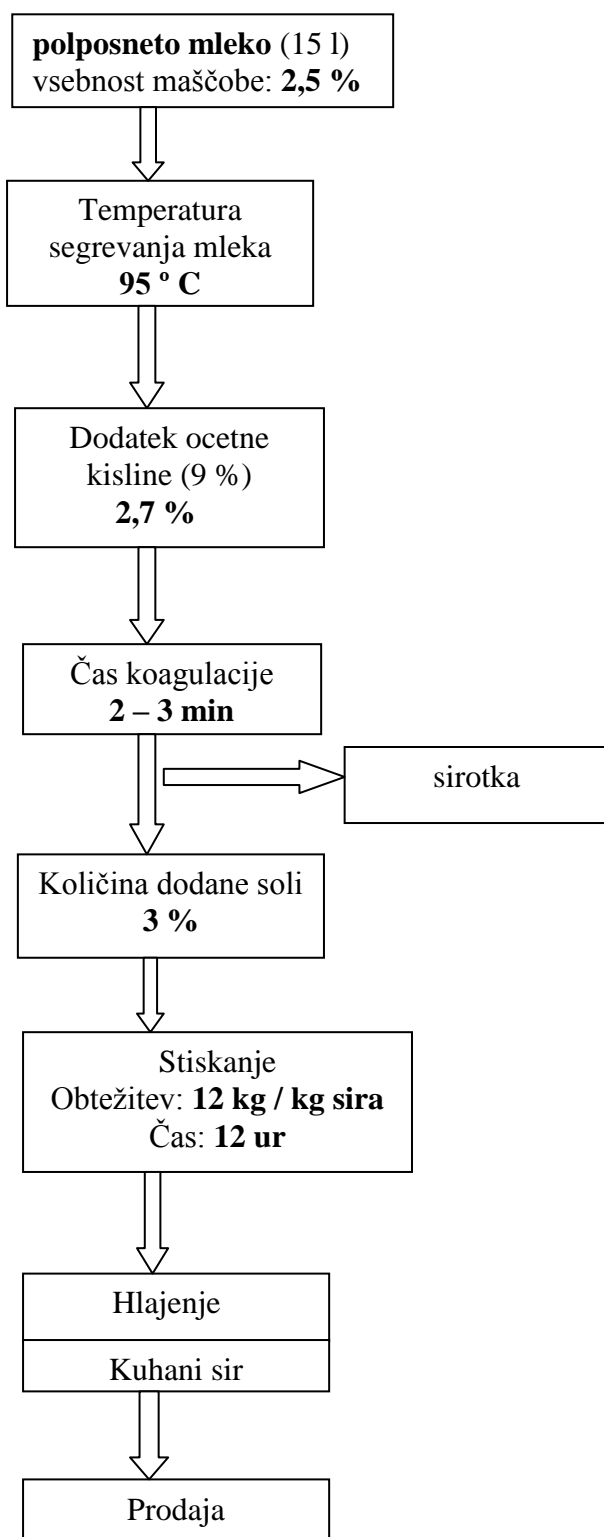 polposneto mleko (15 l)
vsebnost maščobe: 2,5 %
Temperatura
segrevanja mleka
95 º C
Dodatek ocetne
kisline (9 %)
2,7 %
Čas koagulacije
2 – 3 min
sirotka
Količina dodane soli
3 %
Stiskanje
Obtežitev: 12 kg / kg sira
Čas: 12 ur
Hlajenje
Kuhani sir
Prodaja